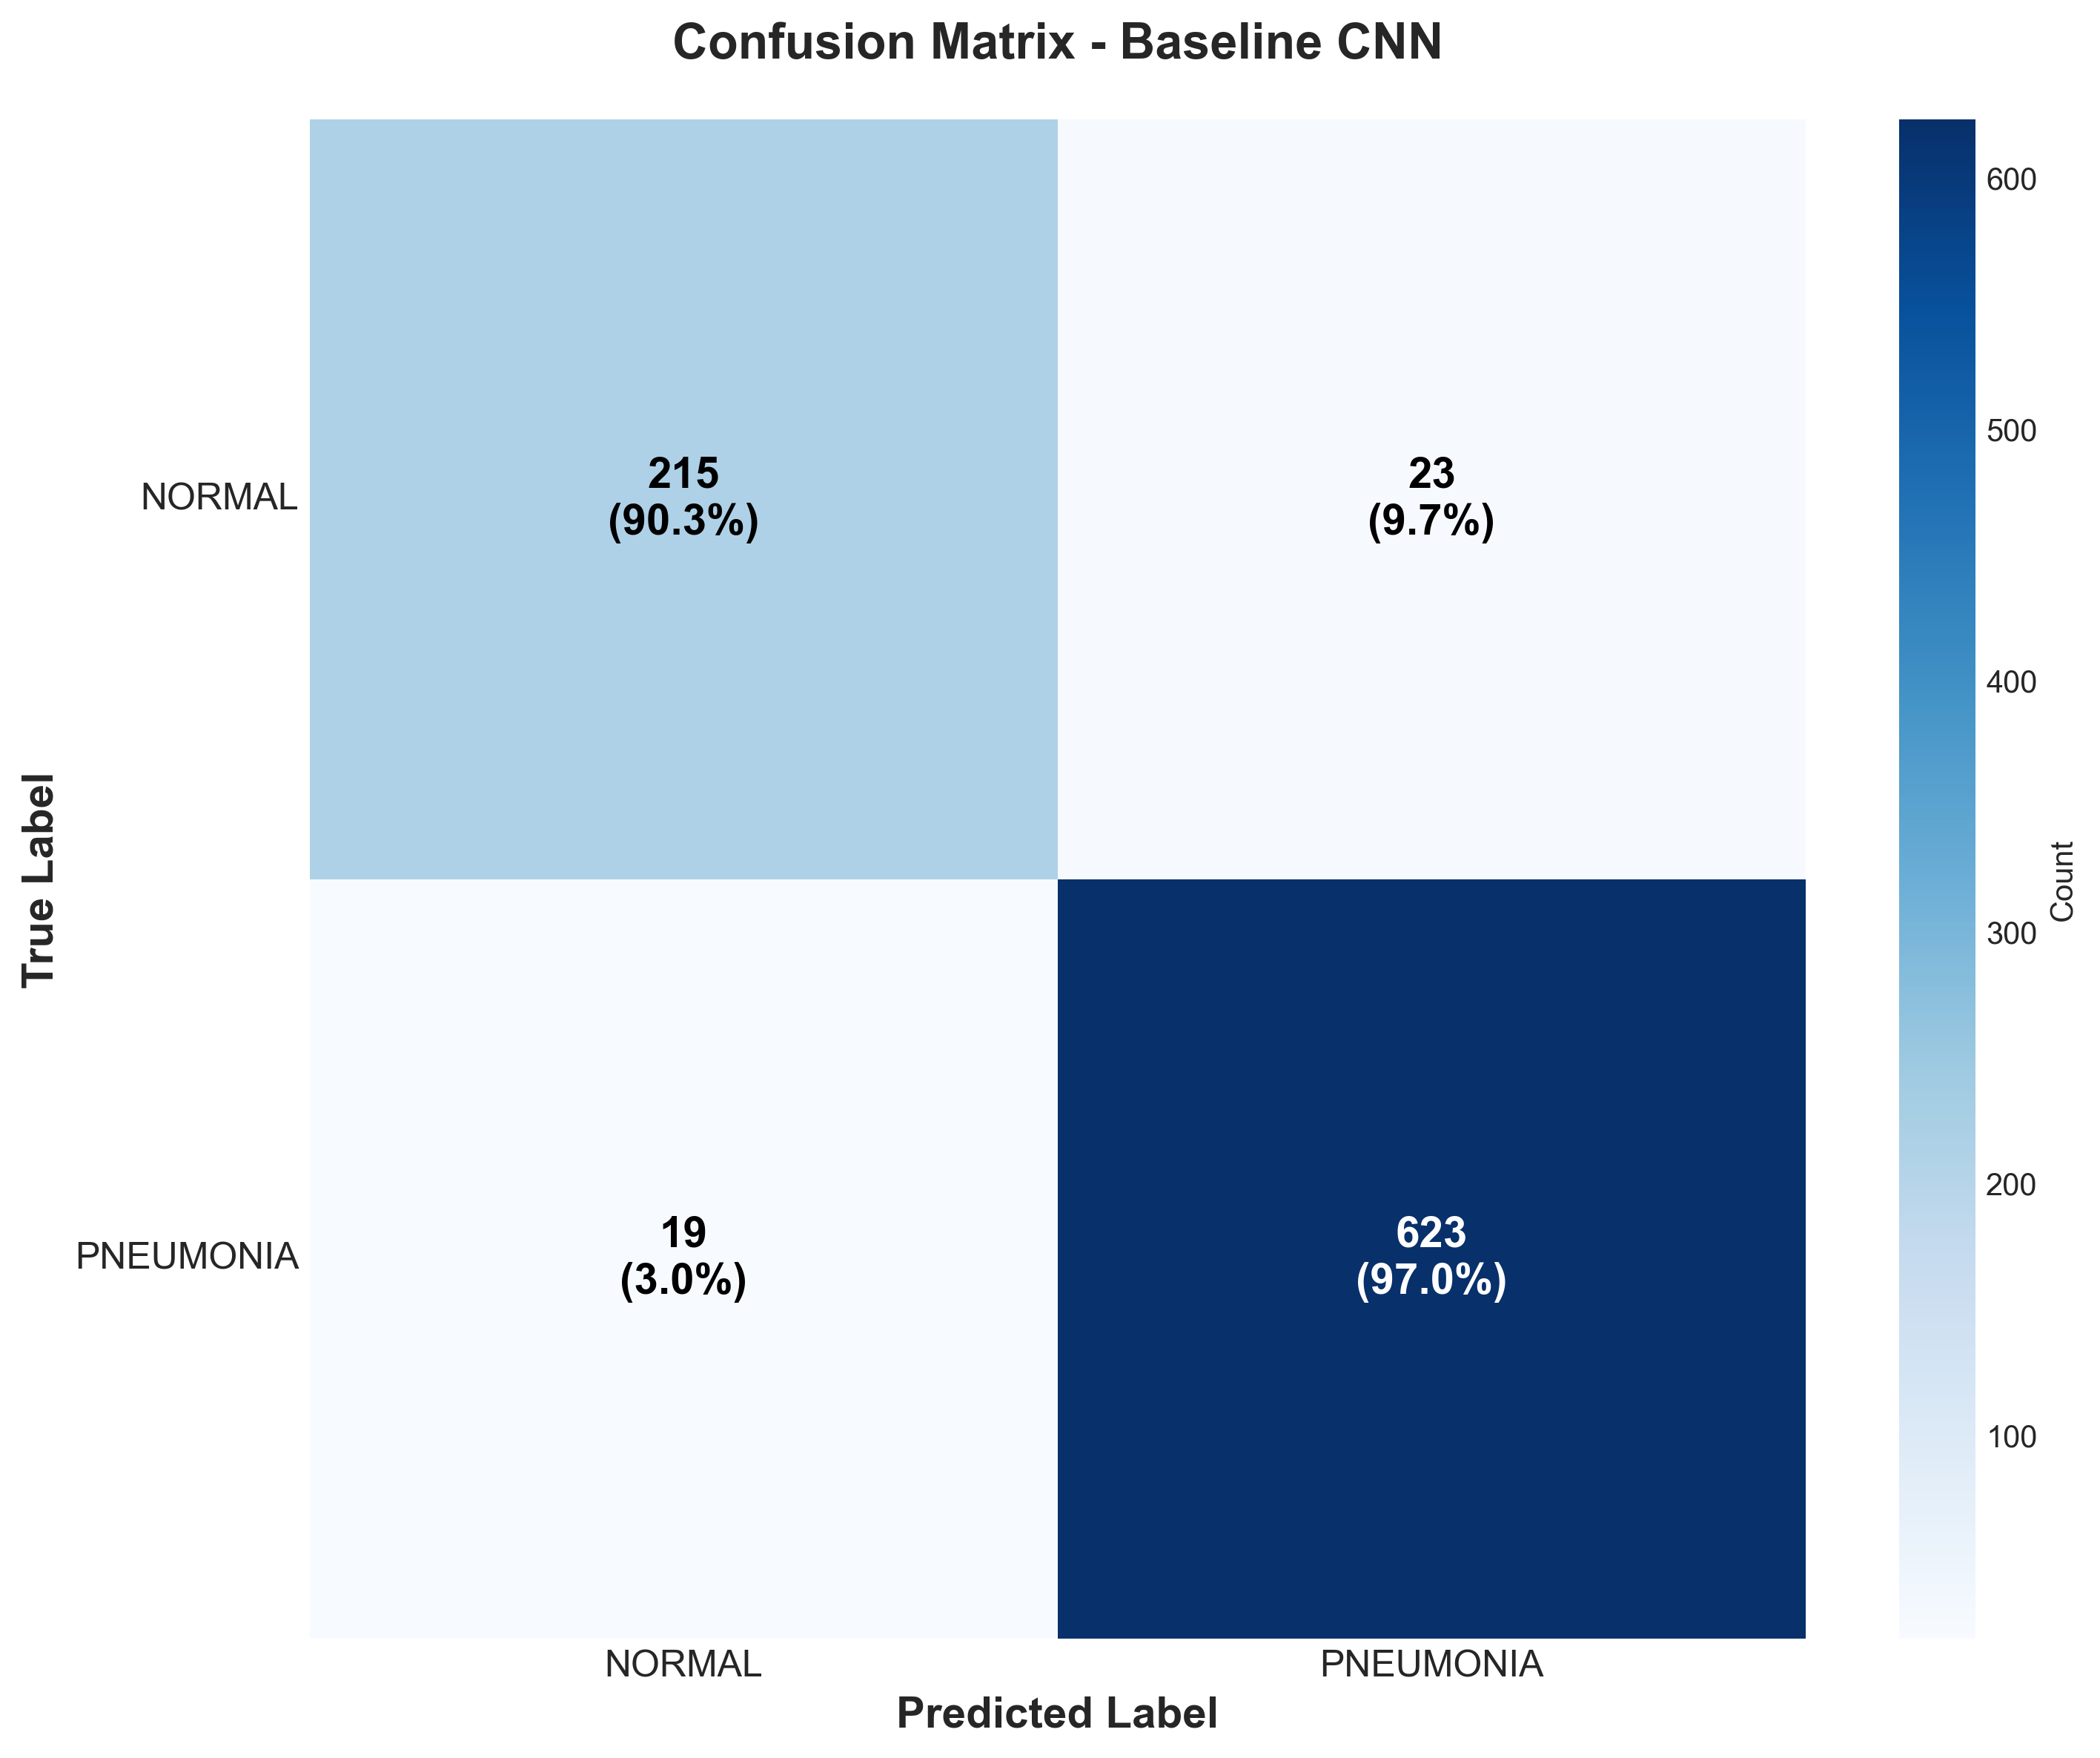 Confusion Matrix - Baseline CNN
True Label
NORMAL
PNEUMONIA
215
(90.3%)
23
(9.7%)
19
(3.0%)
623
(97.0%)
NORMAL
PNEUMONIA
Predicted Label
600
500
400
300
200
100
Count